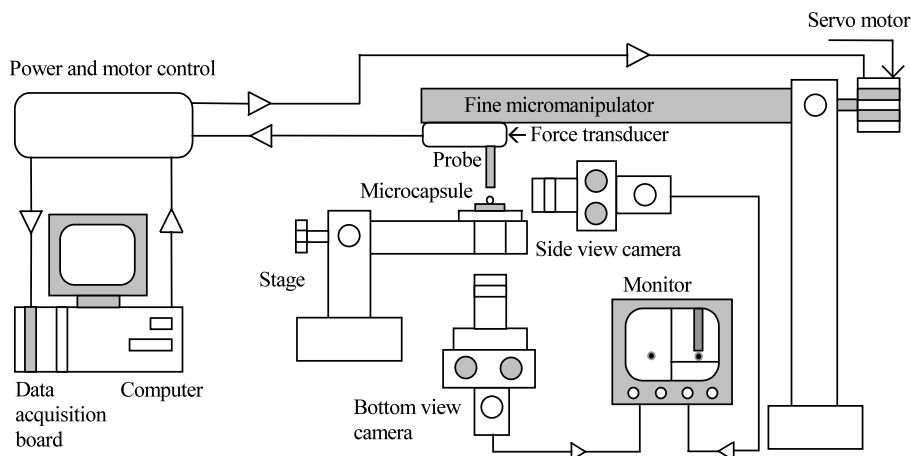 Servo motor
Power and motor control
Fine micromanipulator
Force transducer
Probe
Microcapsule
Side view camera
Stage
Monitor
Data
acquisition
board
Computer
Bottom view
camera